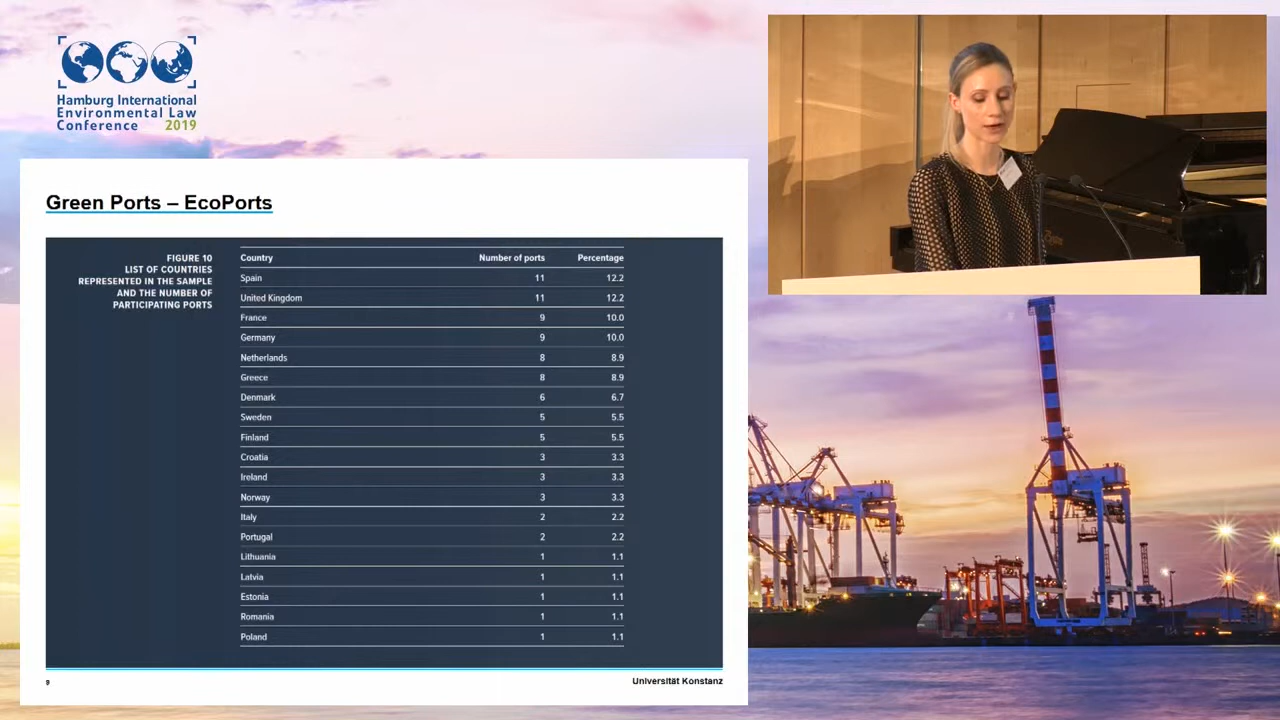 Hamburg International
Environmental Law
Conference 2019
Green Ports – EcoPorts
FIGURE 10
LIST OF COUNTRIES
REPRESENTED IN THE SAMPLE
AND THE NUMBER OF
PARTICIPATING PORTS
Country Number of ports Percentage
Spain 11 12.2
United Kingdom 11 12.2
France 9 10.0
Germany 9 10.0
Netherlands 8 8.9
Greece 8 8.9
Denmark 6 6.7
Sweden 5 5.5
Finland 5 5.5
Croatia 3 3.3
Ireland 3 3.3
Norway 3 3.3
Italy 2 2.2
Portugal 2 2.2
Lithuania 1 1.1
Latvia 1 1.1
Estonia 1 1.1
Romania 1 1.1
Poland 1 1.1
9 Universität Konstanz